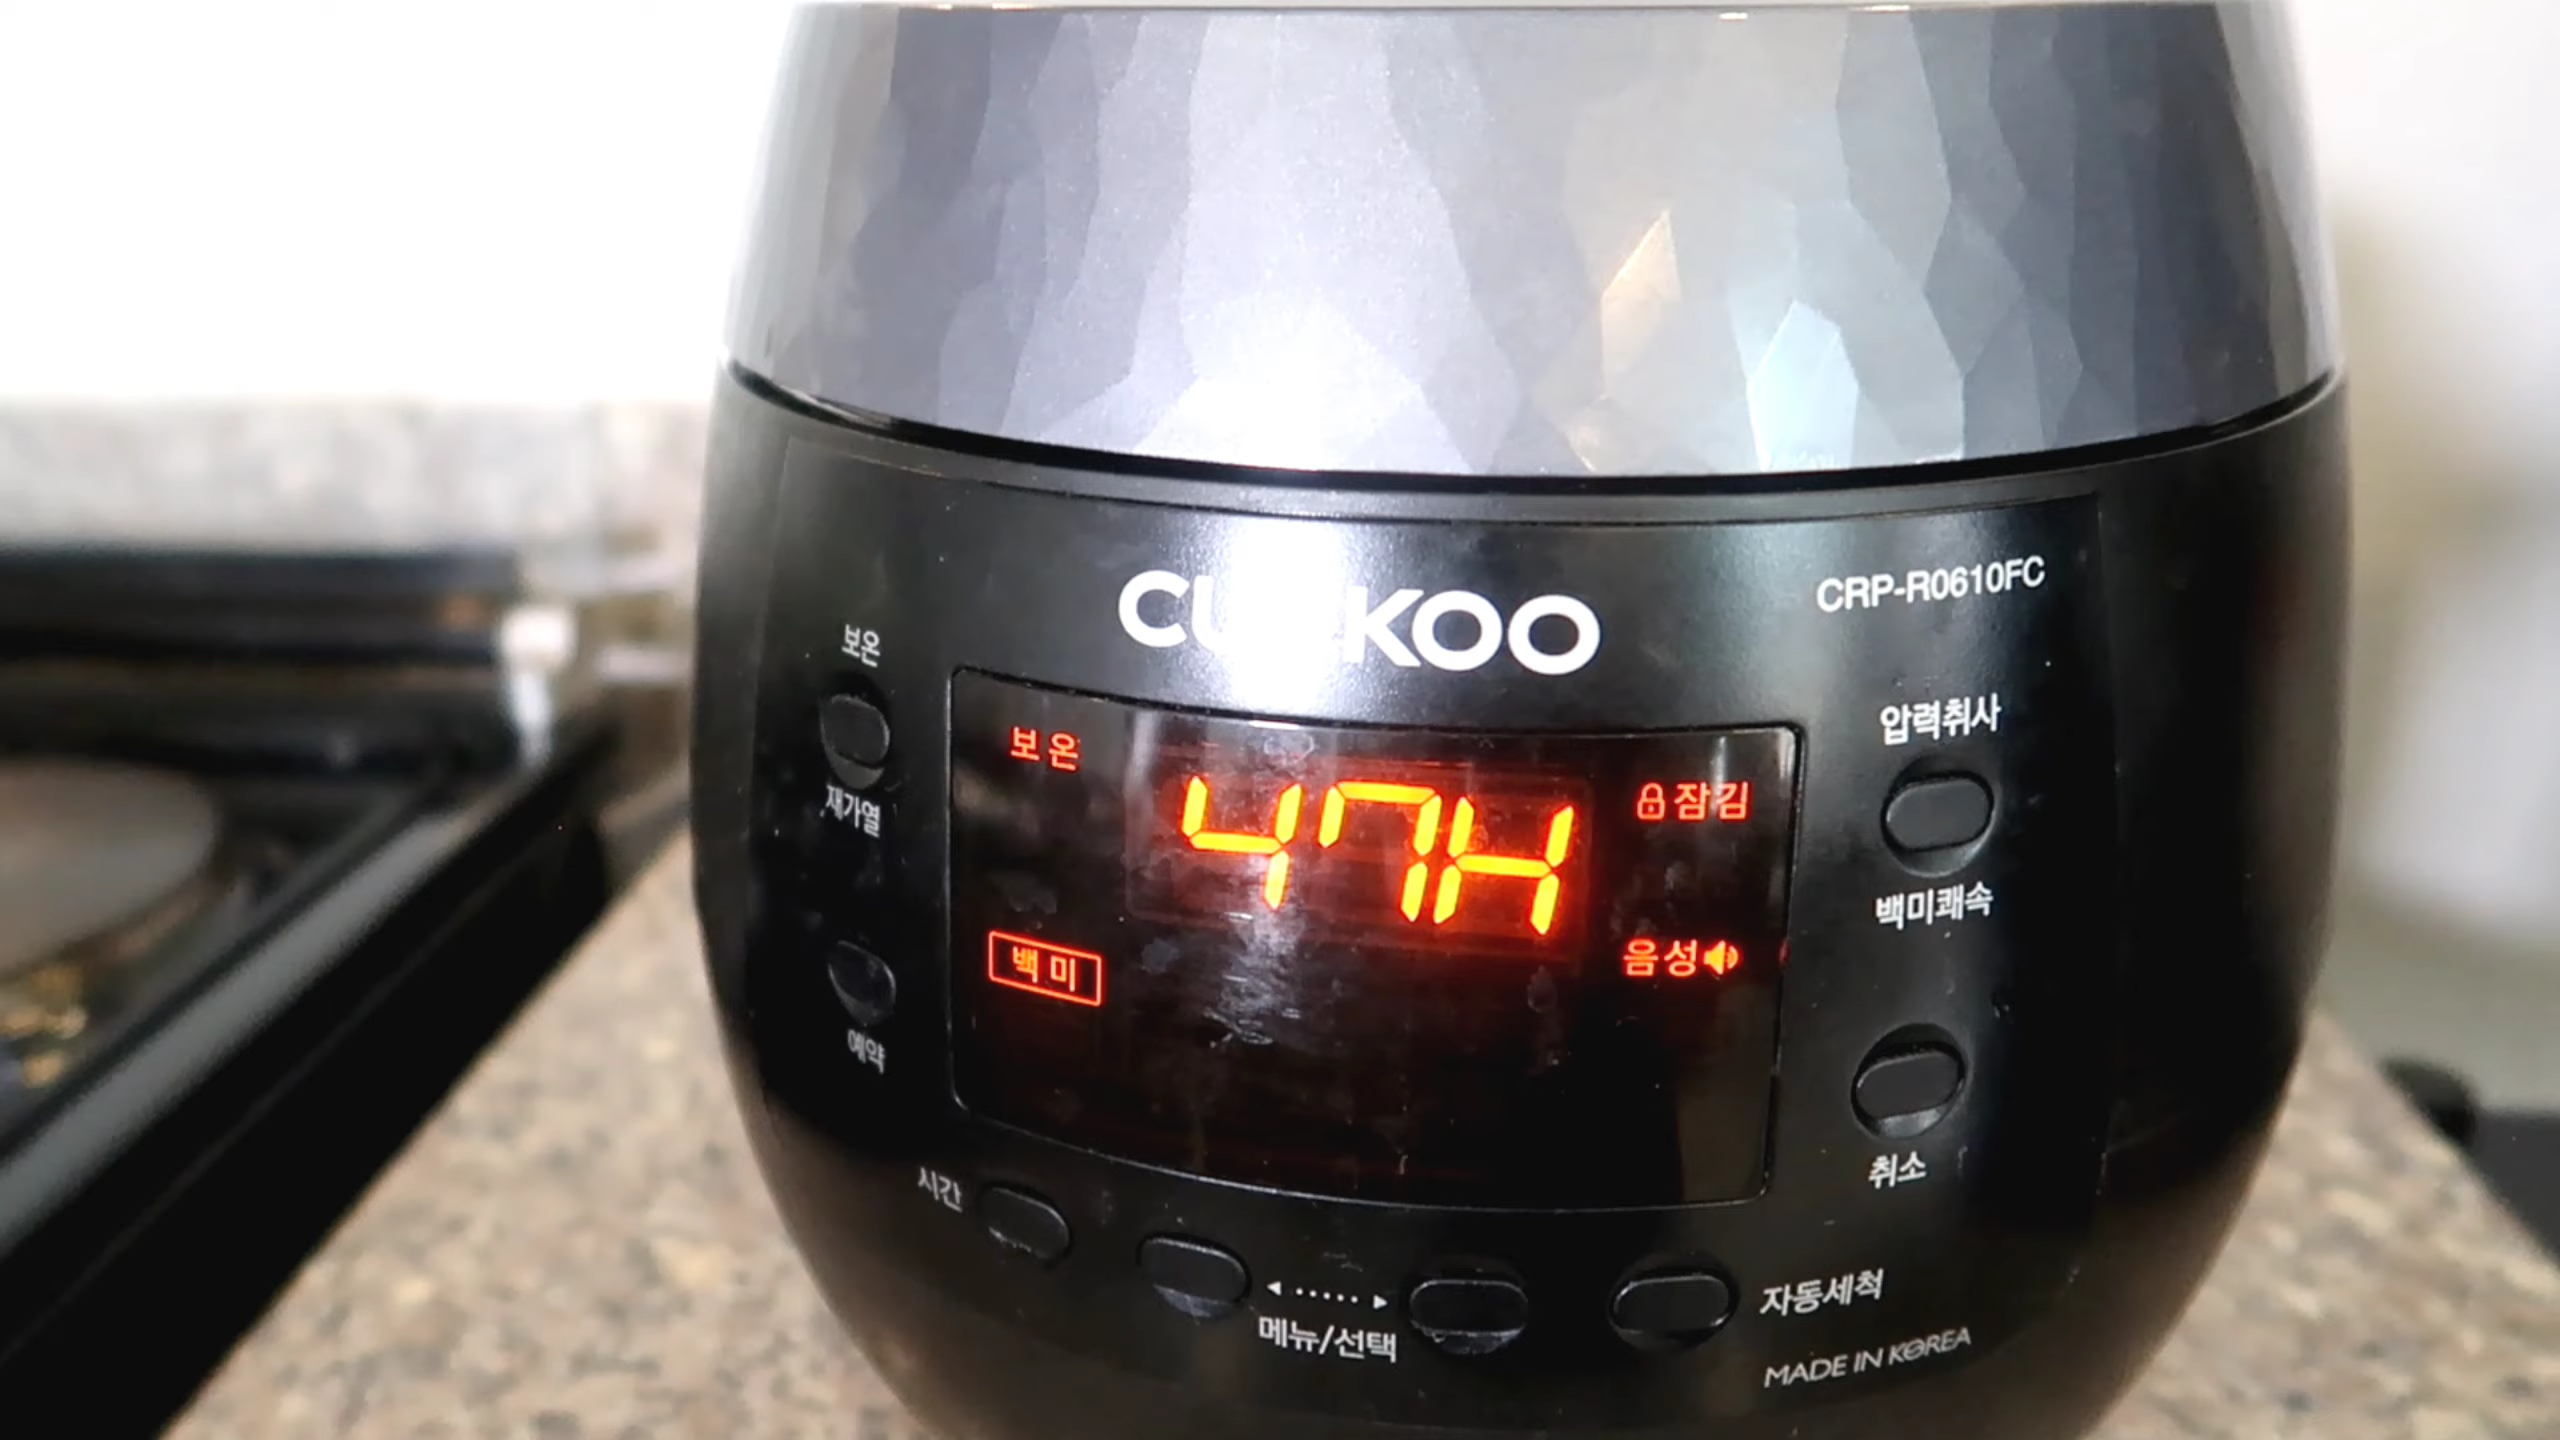 CUCKOO
CRP-R0610FC
보온
재가열
예약
보온
47H
잠김
백미
음성
압력취사
백미쾌속
취소
시간
메뉴/선택
자동세척
MADE IN KOREA